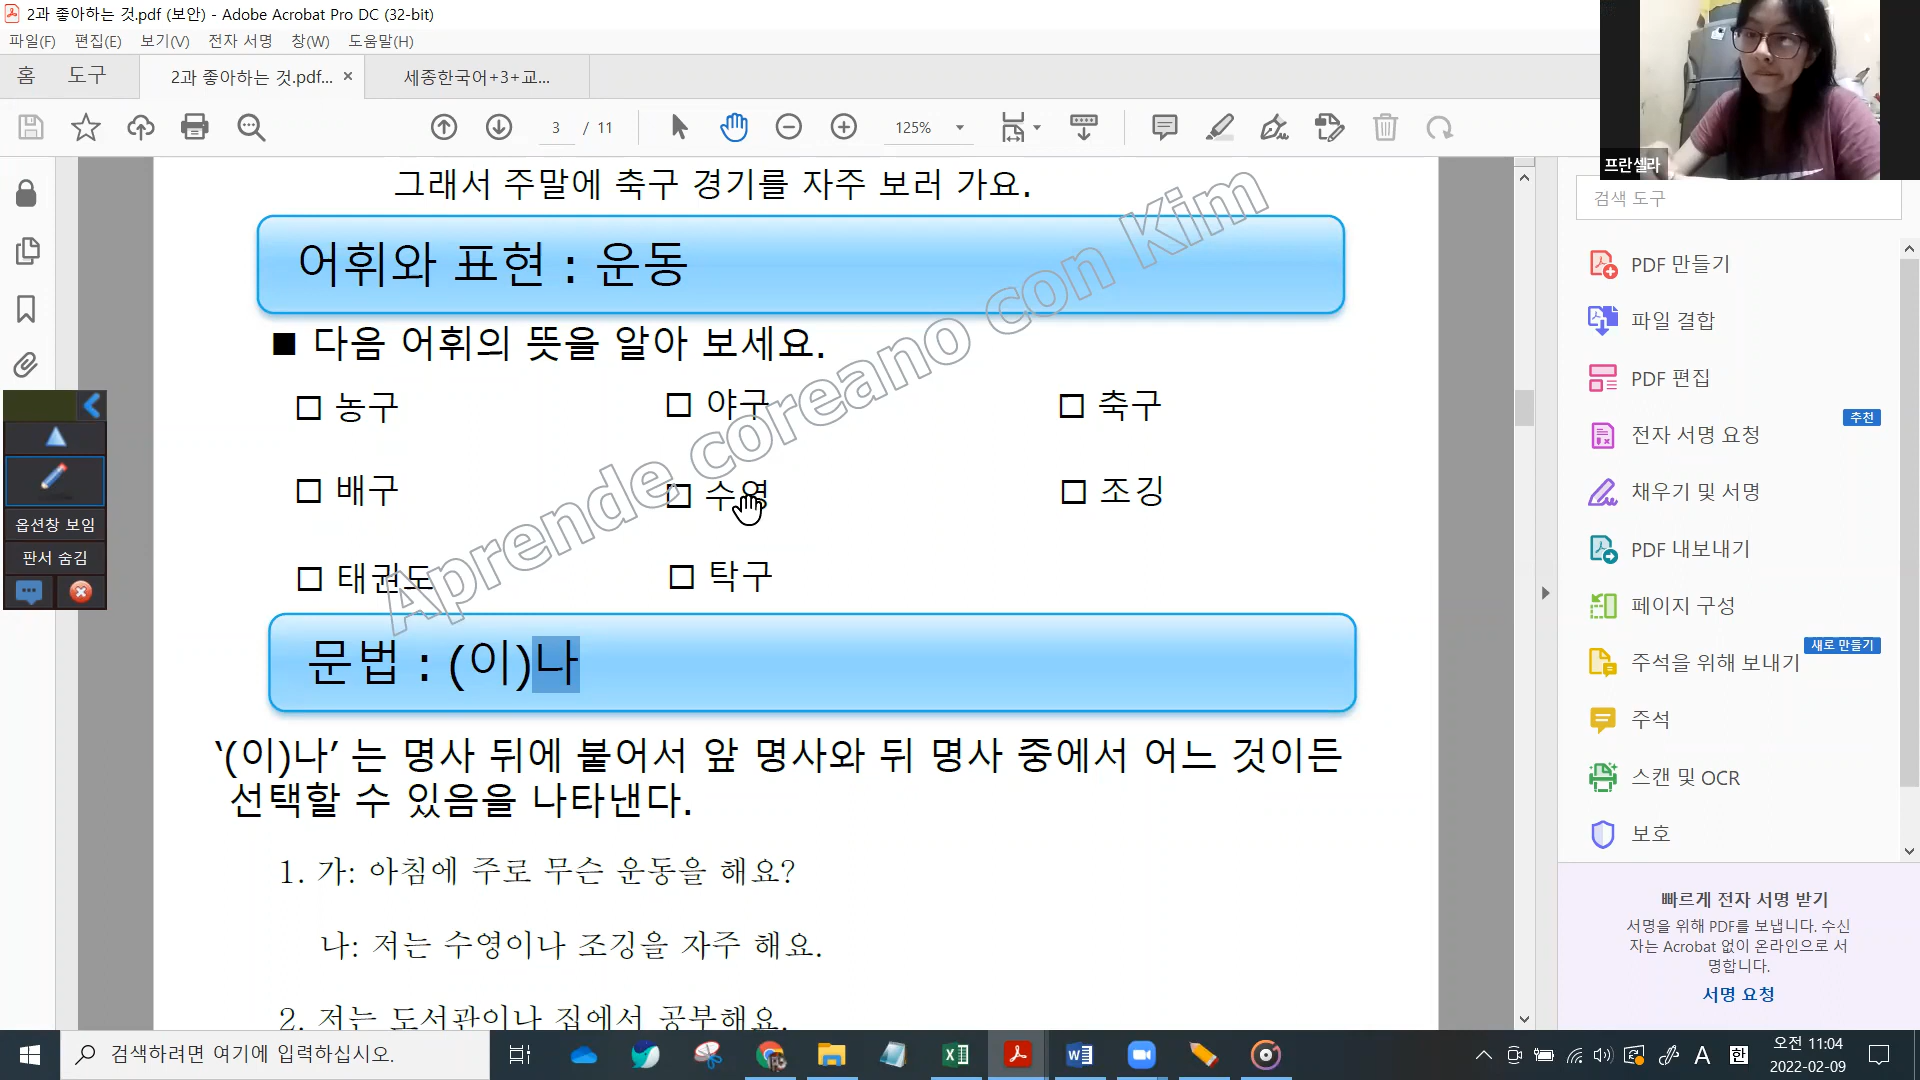 2과 좋아하는 것.pdf (보안) - Adobe Acrobat Pro DC (32-bit)
파일(F) 편집(E) 보기(V) 전자 서명 창(W) 도움말(H)
홈 도구 2과 좋아하는 것.pdf... × 세종한국어+3+교...
3 / 11 125%
프란셀라
검색 도구
그래서 주말에 축구 경기를 자주 보러 가요.
어휘와 표현 : 운동
■ 다음 어휘의 뜻을 알아 보세요.
□ 농구 □ 야구 □ 축구
□ 배구 □ 수영 □ 조깅
□ 태권도 □ 탁구
Aprende coreano con Kim
문법 : (이)나
‘(이)나’ 는 명사 뒤에 붙어서 앞 명사와 뒤 명사 중에서 어느 것이든
선택할 수 있음을 나타낸다.
1. 가: 아침에 주로 무슨 운동을 해요?
나: 저는 수영이나 조깅을 자주 해요.
2. 저는 도서관이나 집에서 공부해요.
옵션창 보임
판서 숨김
PDF 만들기
파일 결합
PDF 편집
추천
전자 서명 요청
채우기 및 서명
PDF 내보내기
페이지 구성
새로 만들기
주석을 위해 보내기
주석
스캔 및 OCR
보호
빠르게 전자 서명 받기
서명을 위해 PDF를 보냅니다. 수신
자는 Acrobat 없이 온라인으로 서
명합니다.
서명 요청
검색하려면 여기에 입력하십시오.
A 한
오전 11:04
2022-02-09